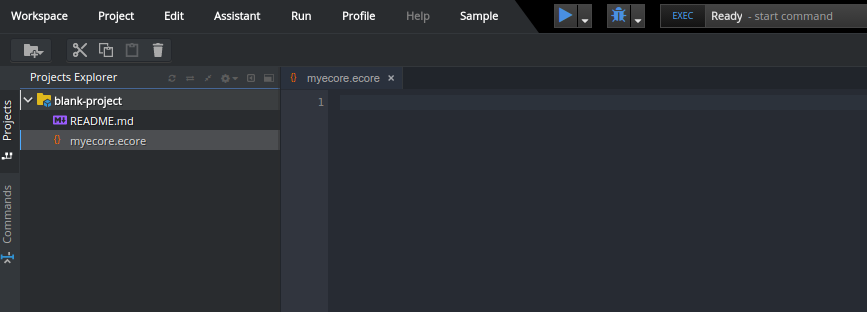 Workspace Project Edit Assistant Run Profile Help Sample EXEC Ready - start command
Projects Explorer
{} myecore.ecore ×
Projects
Commands
blank-project
M↓ README.md
{} myecore.ecore
1